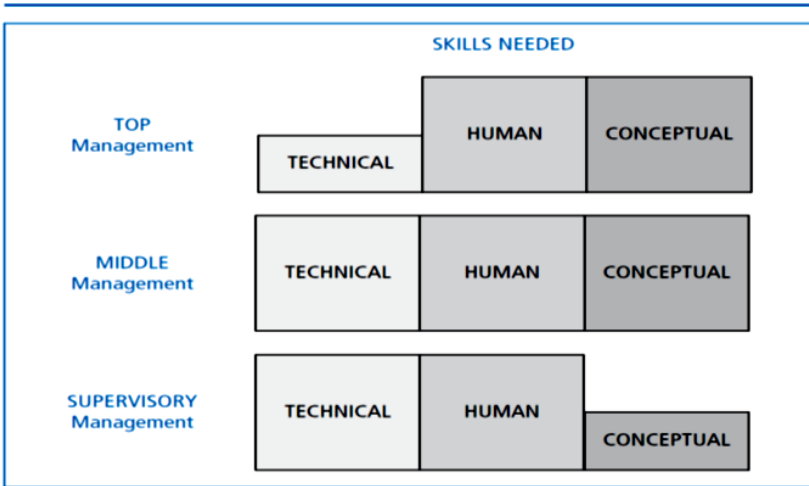 SKILLS NEEDED
TOP
Management
TECHNICAL
HUMAN
CONCEPTUAL
MIDDLE
Management
TECHNICAL
HUMAN
CONCEPTUAL
SUPERVISORY
Management
TECHNICAL
HUMAN
CONCEPTUAL